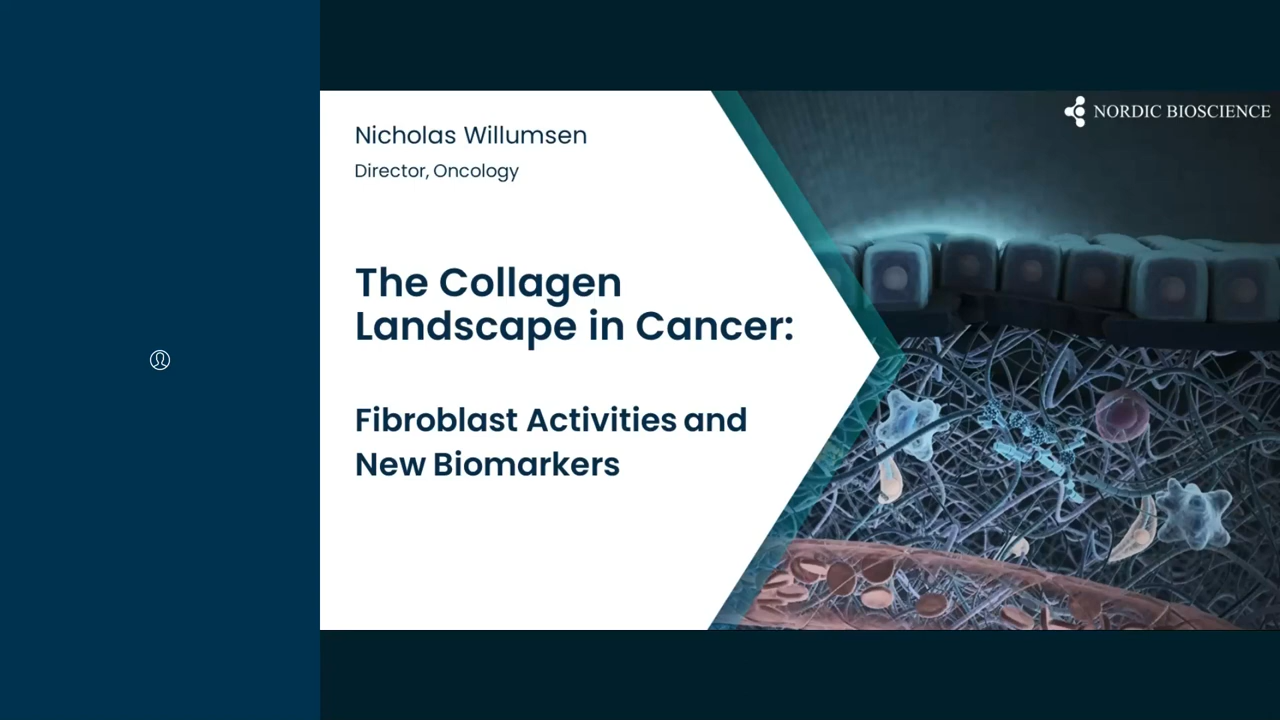 NORDIC BIOSCIENCE
Nicholas Willumsen
Director, Oncology
The Collagen
Landscape in Cancer:
Fibroblast Activities and
New Biomarkers